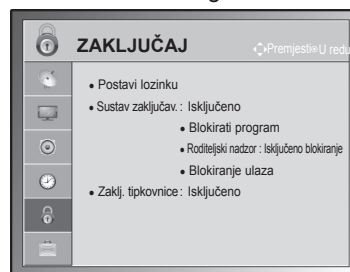 ZAKLJUČAJ
Premjesti U redu
• Postavi lozinku
• Sustav zaključav. : Isključeno
• Blokirati program
• Roditeljski nadzor : Isključeno blokiranje
• Blokiranje ulaza
• Zaklj. tipkovnice : Isključeno